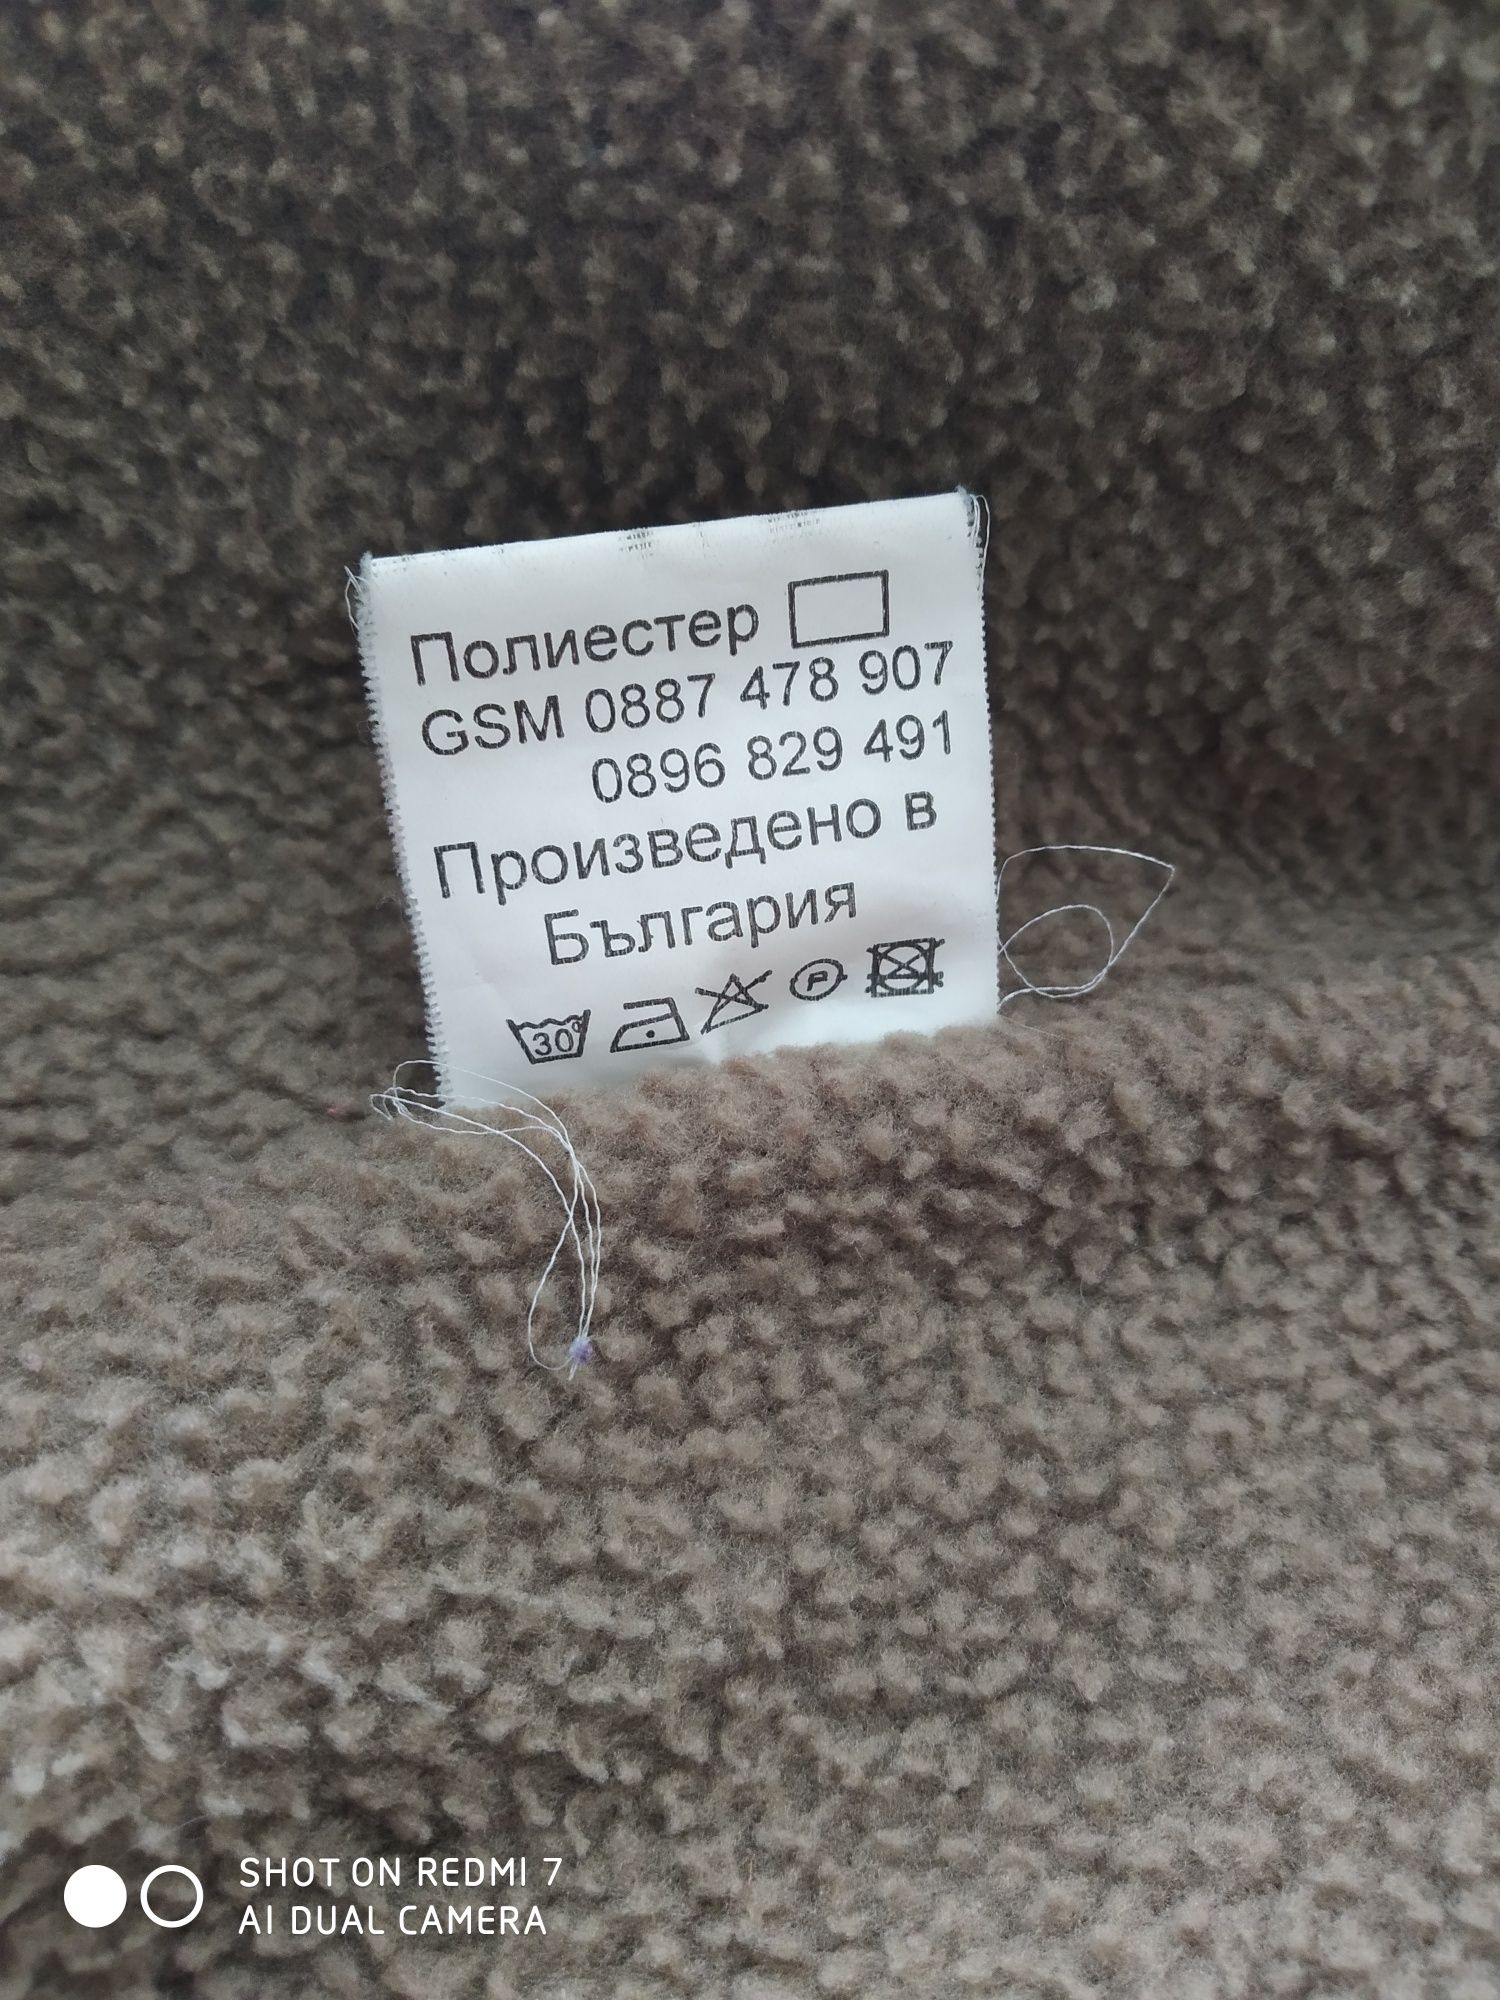 Полиестер
GSM 0887 478 907
0896 829 491
Произведено в
България
30°
P
SHOT ON REDMI 7
AI DUAL CAMERA